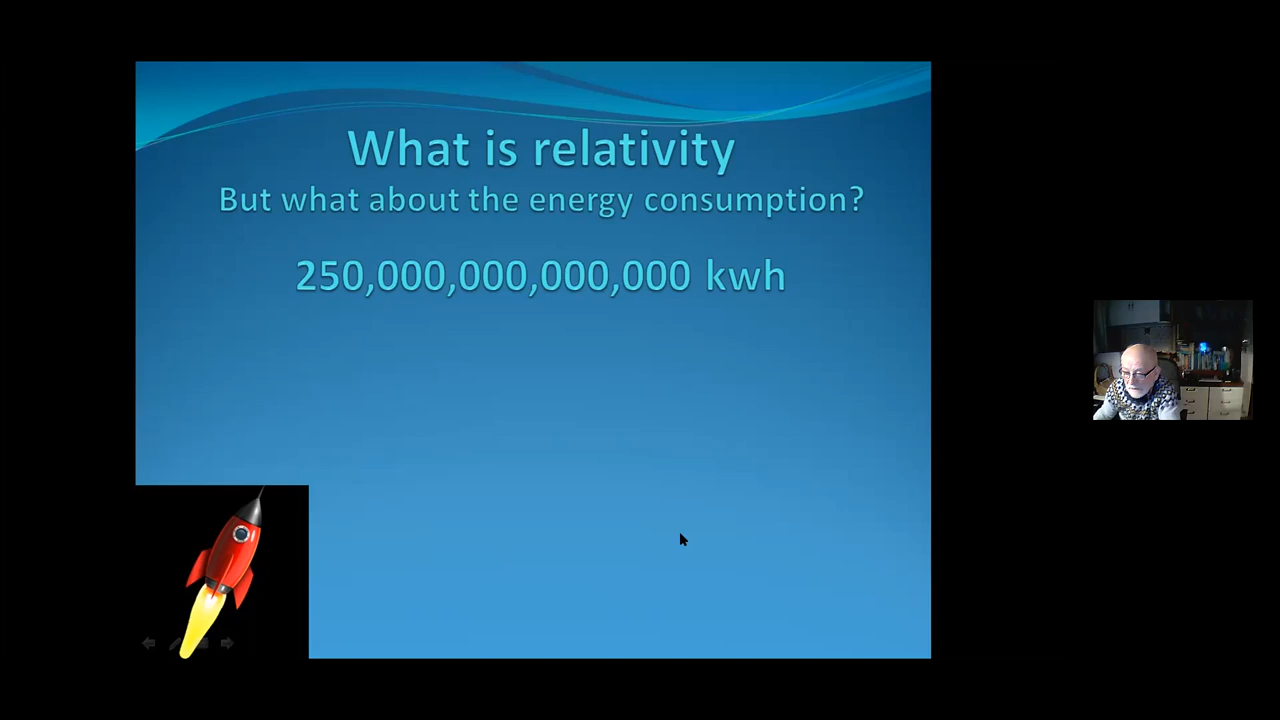 What is relativity
But what about the energy consumption?
250,000,000,000,000 kwh